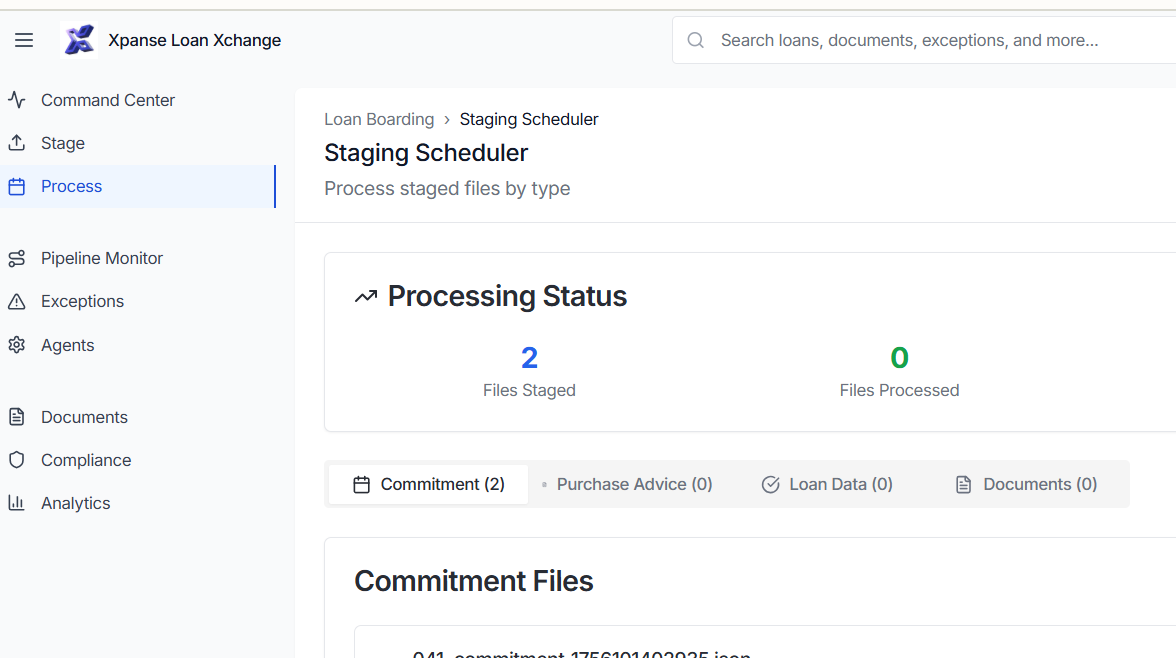 Xpanse Loan Xchange
Search loans, documents, exceptions, and more...
Command Center
Stage
Process
Pipeline Monitor
Exceptions
Agents
Documents
Compliance
Analytics
Loan Boarding › Staging Scheduler
Staging Scheduler
Process staged files by type
Processing Status
2
Files Staged
0
Files Processed
Commitment (2)
Purchase Advice (0)
Loan Data (0)
Documents (0)
Commitment Files